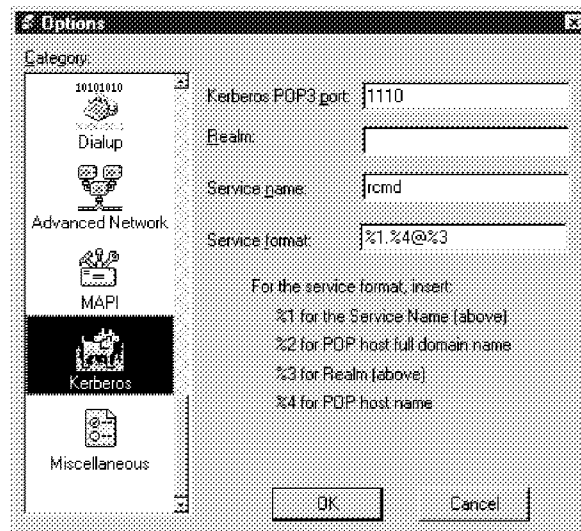 Options
Category:
10101010
Dialup
Advanced Network
MAPI
Kerberos
Miscellaneous
Kerberos POP3 port: 1110
Realm:
Service name: rcmd
Service format: %1.%4@%3
For the service format, insert:
%1 for the Service Name (above)
%2 for POP host full domain name
%3 for Realm (above)
%4 for POP host name
OK
Cancel